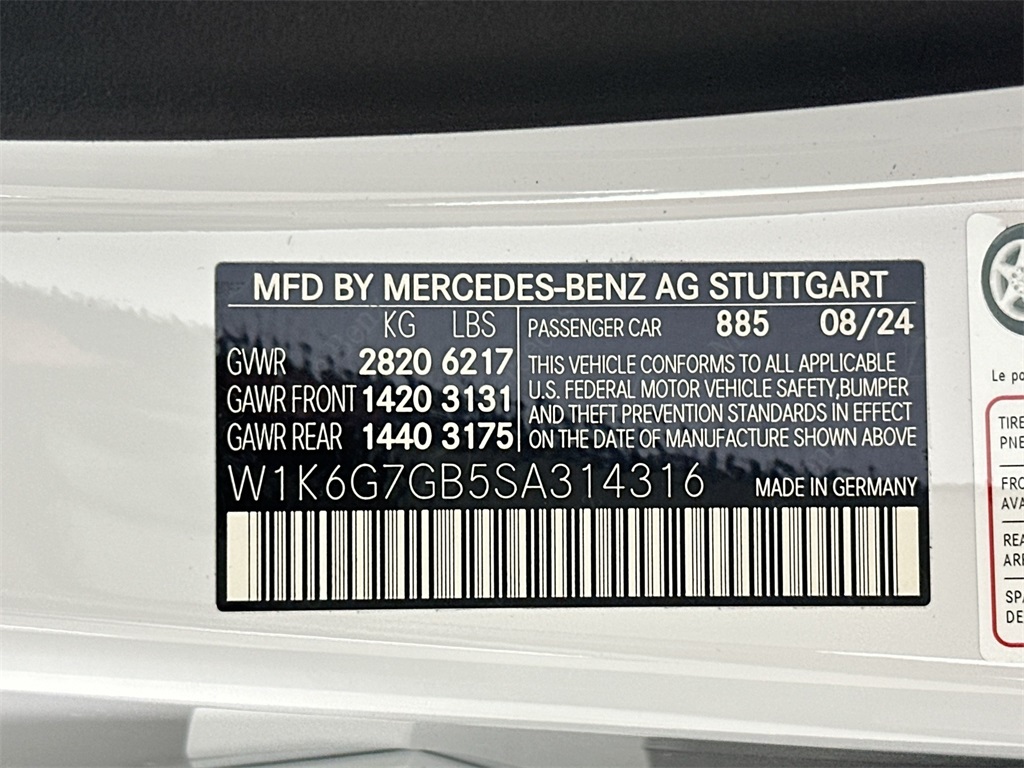 MFD BY MERCEDES-BENZ AG STUTTGART
KG LBS
GVWR 2820 6217
GAWR FRONT 1420 3131
GAWR REAR 1440 3175
PASSENGER CAR 885 08/24
THIS VEHICLE CONFORMS TO ALL APPLICABLE
U.S. FEDERAL MOTOR VEHICLE SAFETY, BUMPER
AND THEFT PREVENTION STANDARDS IN EFFECT
ON THE DATE OF MANUFACTURE SHOWN ABOVE
W1K6G7GB5SA314316 MADE IN GERMANY
Le
TIRE